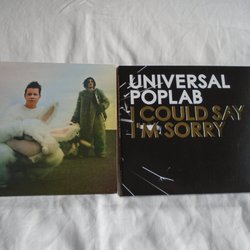 UNIVERSAL
POPLAB
I COULD SAY
I'M SORRY